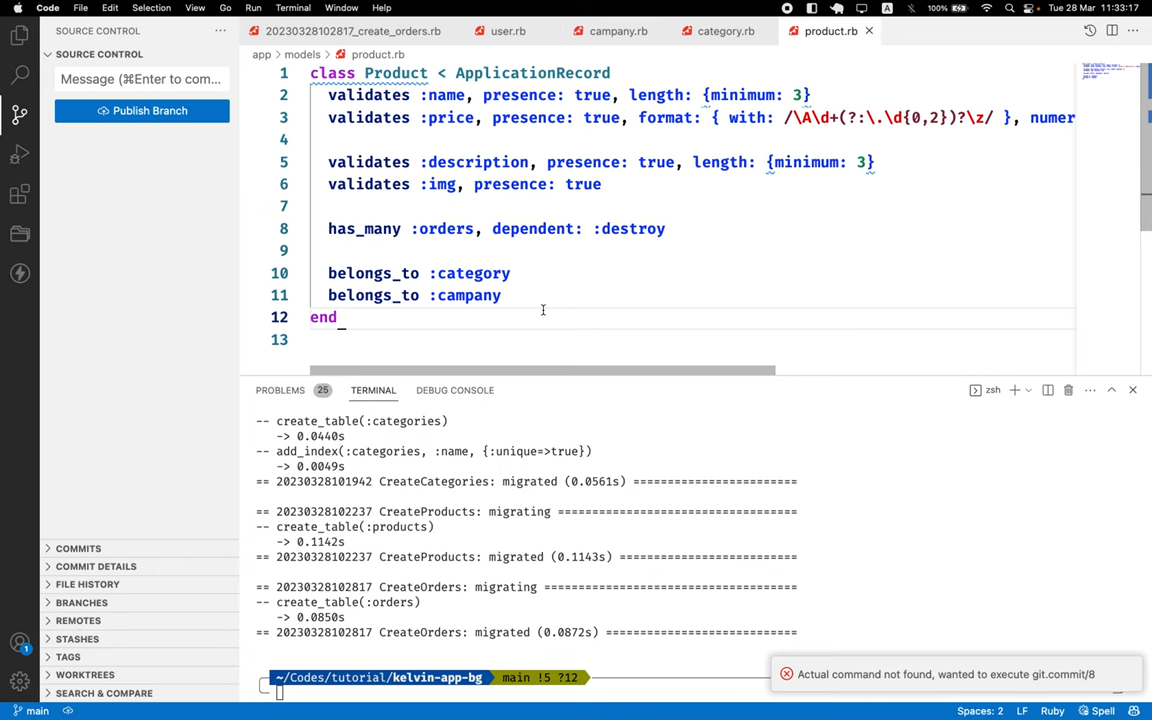 Code File Edit Selection View Go Run Terminal Window Help 100% A Tue 28 Mar 11:33:17
SOURCE CONTROL
20230328102817_create_orders.rb user.rb campany.rb category.rb product.rb
SOURCE CONTROL
app > models > product.rb
Message (⌘Enter to com...
Publish Branch
1 class Product < ApplicationRecord
2 validates :name, presence: true, length: {minimum: 3}
3 validates :price, presence: true, format: { with: /\A\d+(?:\.\d{0,2})?\z/ }, numer
4
5 validates :description, presence: true, length: {minimum: 3}
6 validates :img, presence: true
7
8 has_many :orders, dependent: :destroy
9
10 belongs_to :category
11 belongs_to :campany
12 end
13
PROBLEMS 25 TERMINAL DEBUG CONSOLE zsh
-- create_table(:categories)
-> 0.0440s
-- add_index(:categories, :name, {:unique=>true})
-> 0.0049s
== 20230328101942 CreateCategories: migrated (0.0561s) ================================
== 20230328102237 CreateProducts: migrating ===================================
-- create_table(:products)
-> 0.1142s
== 20230328102237 CreateProducts: migrated (0.1143s) ==========================
== 20230328102817 CreateOrders: migrating =====================================
-- create_table(:orders)
-> 0.0850s
== 20230328102817 CreateOrders: migrated (0.0872s) ============================
~/Codes/tutorial/kelvin-app-bg main !5 ?12
COMMITS
COMMIT DETAILS
FILE HISTORY
BRANCHES
REMOTES
STASHES
TAGS
WORKTREES
SEARCH & COMPARE
1
Actual command not found, wanted to execute git.commit/8
main Spaces: 2 LF Ruby Spell